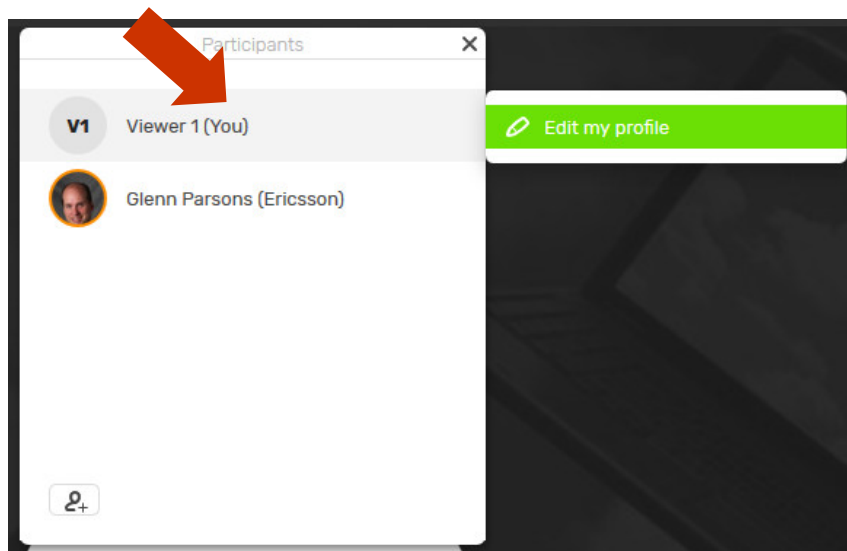 Participants
V1 Viewer 1 (You)
Edit my profile
Glenn Parsons (Ericsson)